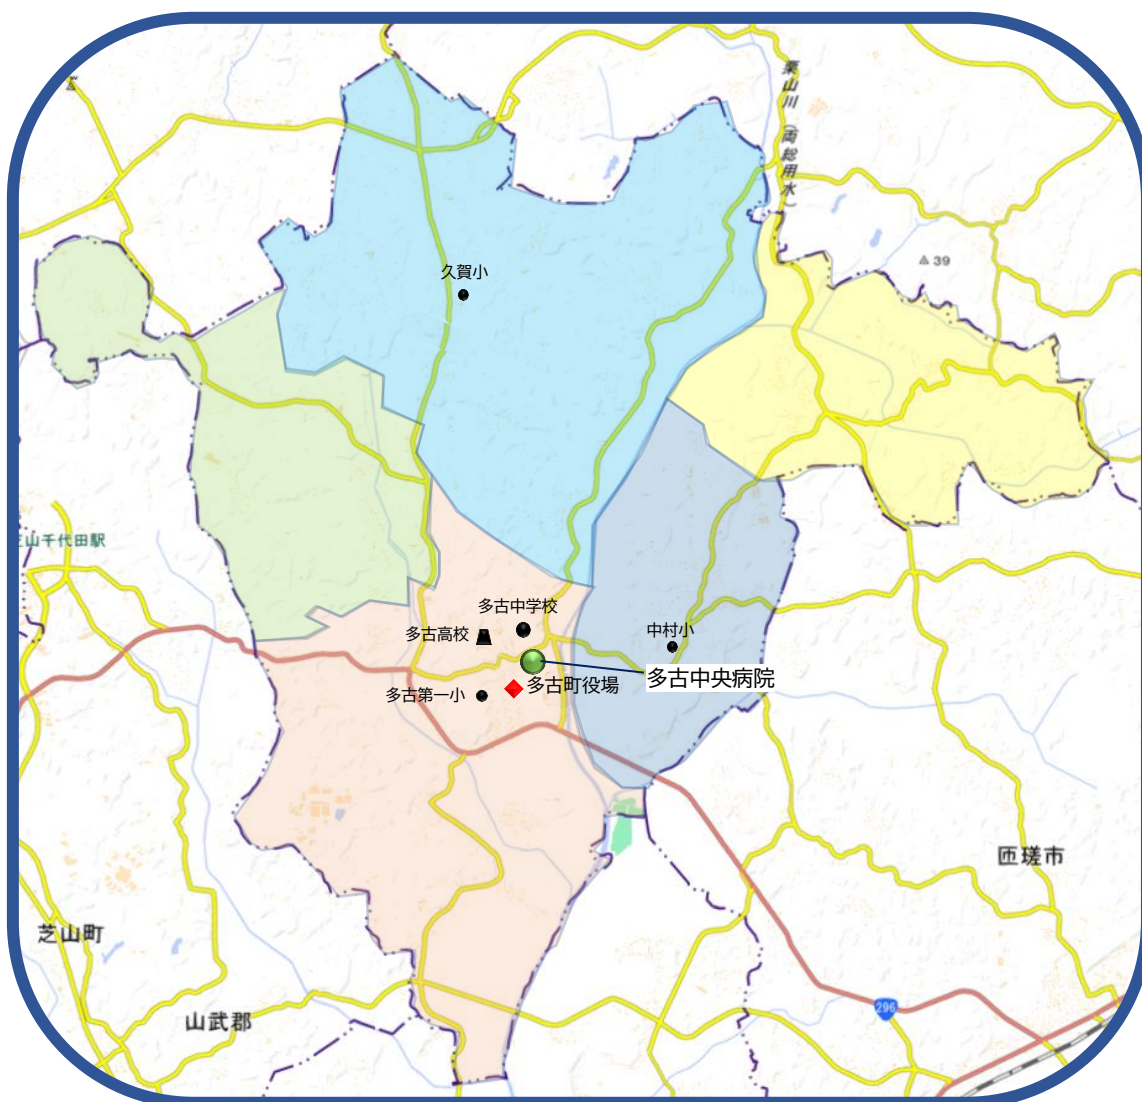 栗山川(両総用水)
久賀小
39
芝山千代田駅
多古中学校
多古高校
中村小
多古中央病院
多古町役場
多古第一小
匝瑳市
芝山町
山武郡
296